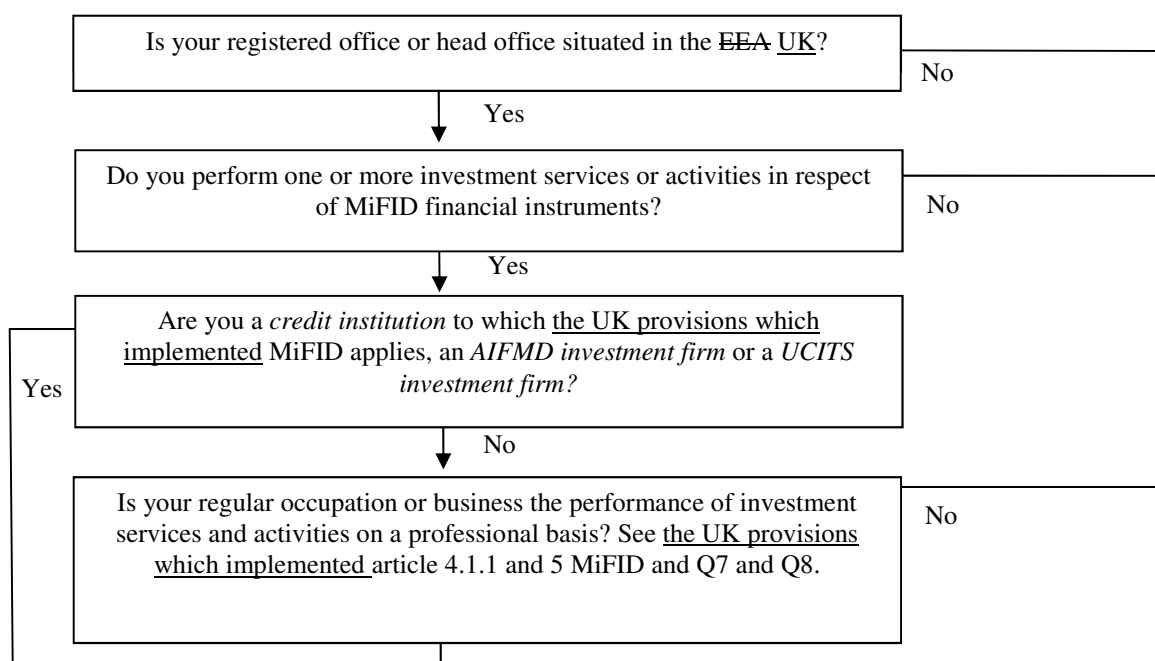 Is your registered office or head office situated in the EEA UK?
No
Yes
Do you perform one or more investment services or activities in respect
of MiFID financial instruments?
No
Yes
Are you a credit institution to which the UK provisions which
implemented MiFID applies, an AIFMD investment firm or a UCITS
investment firm?
Yes
No
Is your regular occupation or business the performance of investment
services and activities on a professional basis? See the UK provisions
which implemented article 4.1.1 and 5 MiFID and Q7 and Q8.
No